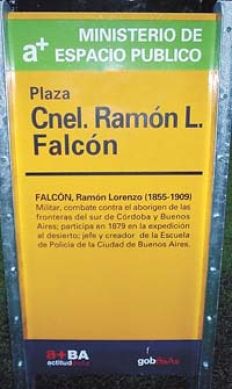 MINISTERIO DE
a+ ESPACIO PUBLICO
Plaza
Cnel. Ramón L.
Falcón
FALCÓN, Ramón Lorenzo (1855-1909)
Militar, combate contra el aborigen de las
fronteras del sur de Córdoba y Buenos
Aires; participa en 1879 en la expedición
al desierto; jefe y creador de la Escuela
de Policía de la Ciudad de Buenos Aires.
a+BA
actitudBsAs
gobBsAs